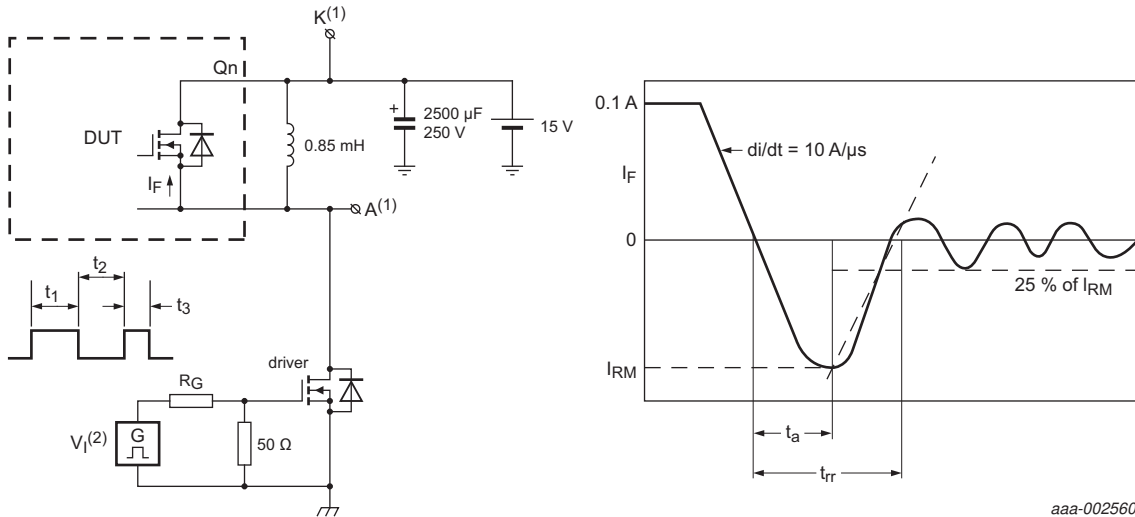 K(1)
Qn
DUT
+
2500 µF
250 V
15 V
0.85 mH
IF
A(1)
t1
t2
t3
driver
RG
VI(2)
G
50 Ω
0.1 A
di/dt = 10 A/µs
IF
0
25 % of IRM
IRM
ta
trr
aaa-002560